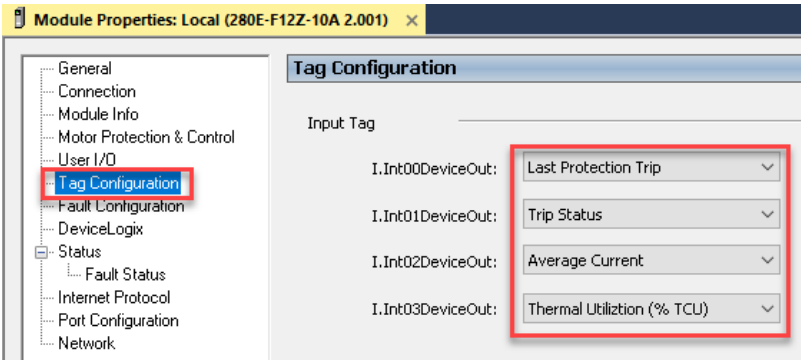 Module Properties: Local (280E-F12Z-10A 2.001) ×
General
Connection
Module Info
Motor Protection & Control
User I/O
Tag Configuration
Fault Configuration
DeviceLogix
Status
Fault Status
Internet Protocol
Port Configuration
Network
Tag Configuration
Input Tag
I.Int00DeviceOut: Last Protection Trip
I.Int01DeviceOut: Trip Status
I.Int02DeviceOut: Average Current
I.Int03DeviceOut: Thermal Utiliztion (% TCU)